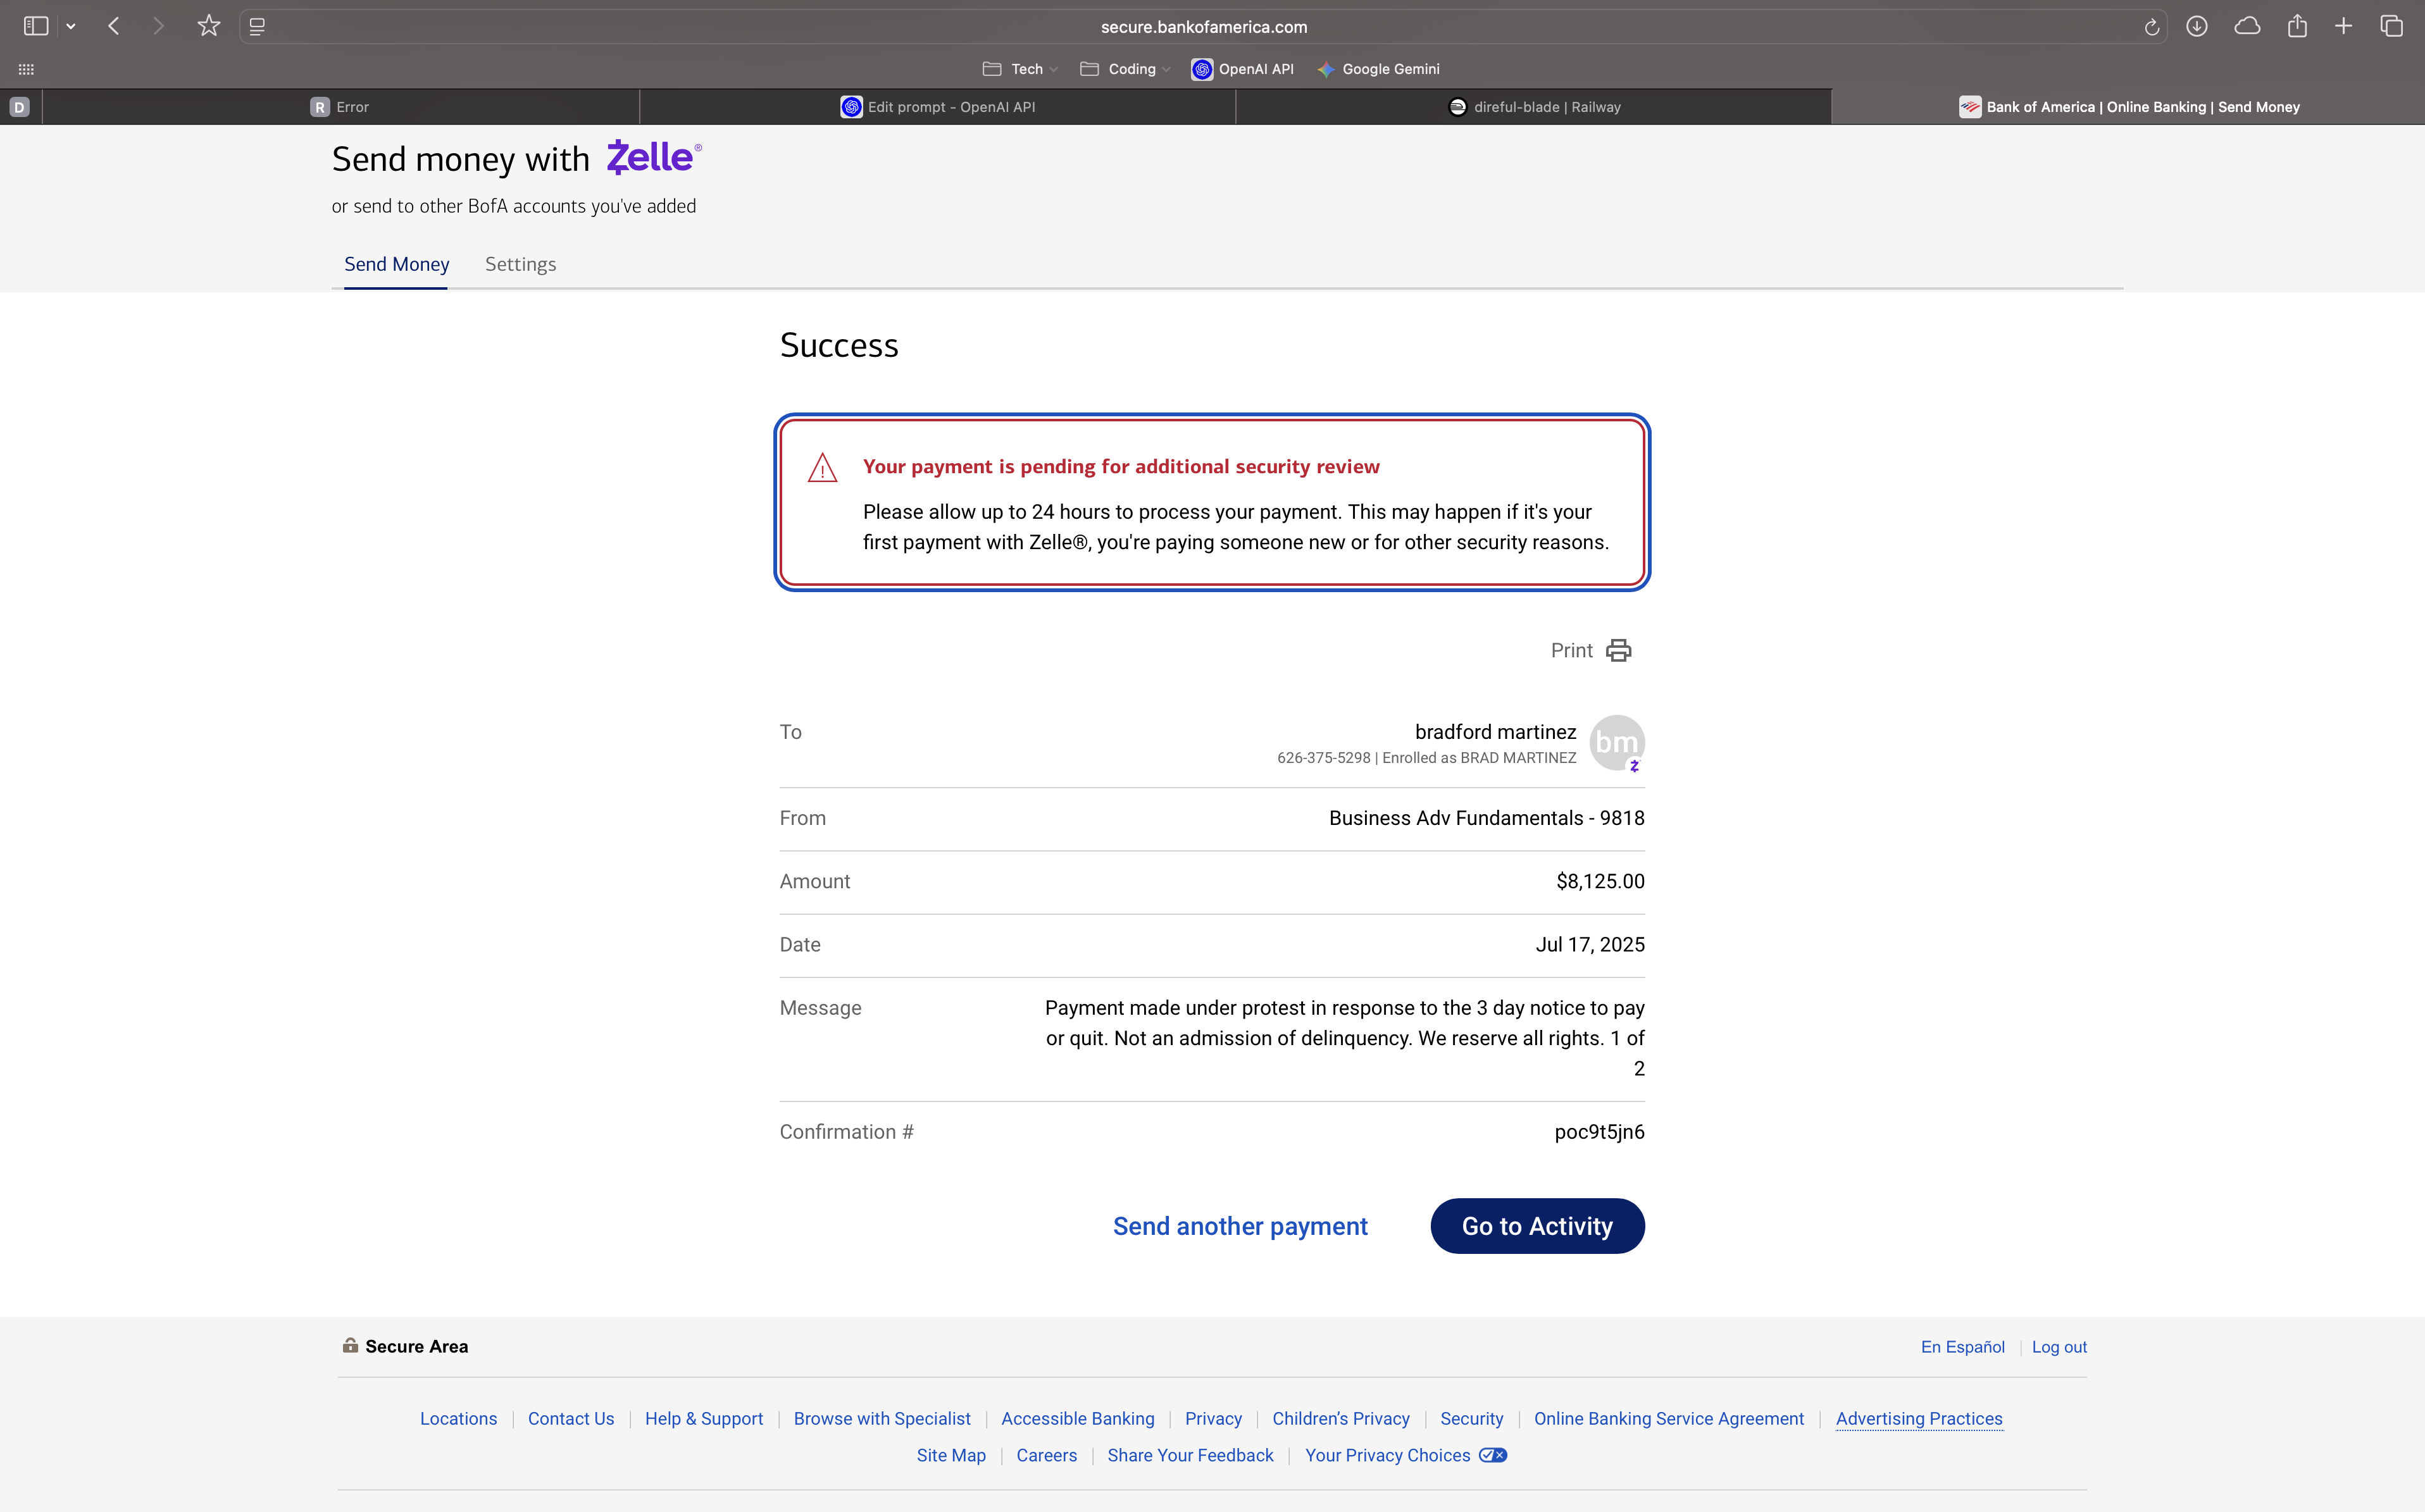 secure.bankofamerica.com
Tech
Coding
OpenAI API
Google Gemini
D
R Error
Edit prompt - OpenAI API
direful-blade | Railway
Bank of America | Online Banking | Send Money
Send money with Zelle®
or send to other BofA accounts you've added
Send Money
Settings
Success
Your payment is pending for additional security review
Please allow up to 24 hours to process your payment. This may happen if it's your
first payment with Zelle®, you're paying someone new or for other security reasons.
Print
To
bradford martinez
bm
626-375-5298 | Enrolled as BRAD MARTINEZ
From
Business Adv Fundamentals - 9818
Amount
$8,125.00
Date
Jul 17, 2025
Message
Payment made under protest in response to the 3 day notice to pay
or quit. Not an admission of delinquency. We reserve all rights. 1 of
2
Confirmation #
poc9t5jn6
Send another payment
Go to Activity
Secure Area
En Español
Log out
Locations
Contact Us
Help & Support
Browse with Specialist
Accessible Banking
Privacy
Children's Privacy
Security
Online Banking Service Agreement
Advertising Practices
Site Map
Careers
Share Your Feedback
Your Privacy Choices